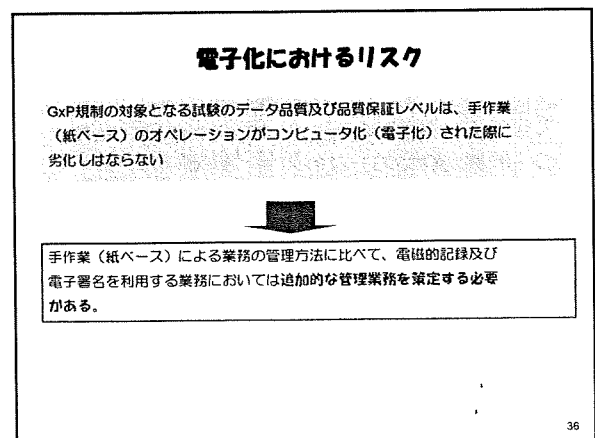 電子化におけるリスク
GxP規制の対象となる試験のデータ品質及び品質保証レベルは、手作業
（紙ベース）のオペレーションがコンピュータ化（電子化）された際に
劣化しはならない
手作業（紙ベース）による業務の管理方法に比べて、電磁的記録及び
電子署名を利用する業務においては追加的な管理業務を策定する必要
がある。
36